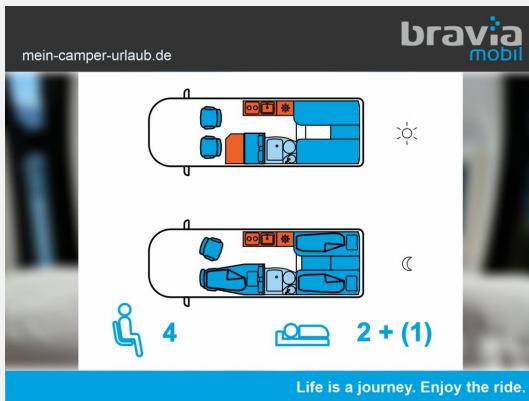 bravia
mobil
mein-camper-urlaub.de
4
2 + (1)
Life is a journey. Enjoy the ride.